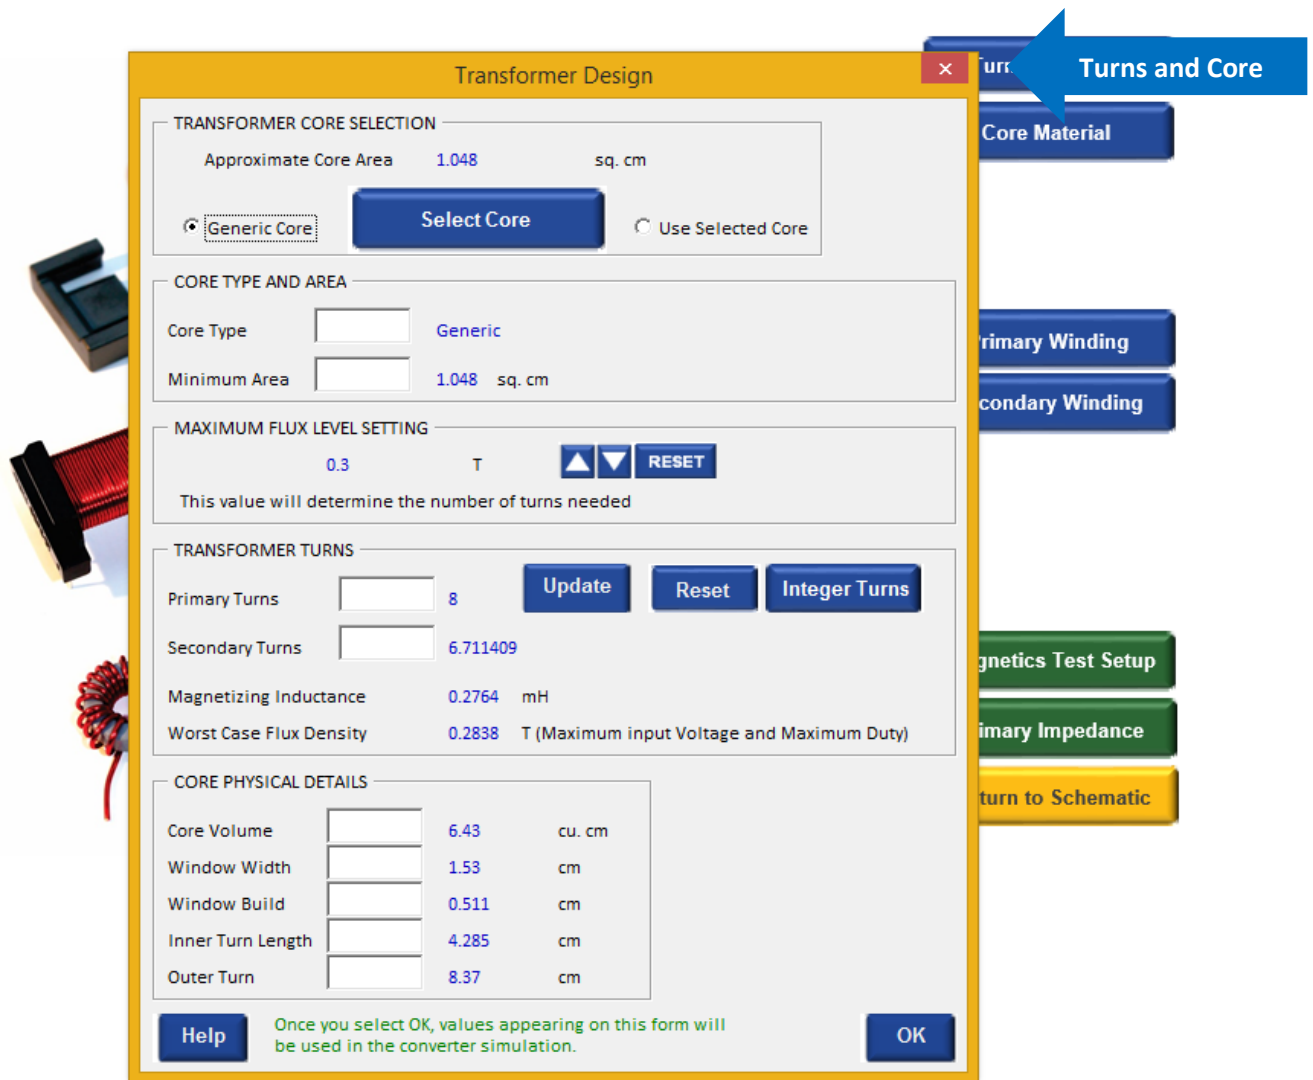 Turns and Core
Transformer Design
Core Material
TRANSFORMER CORE SELECTION
Approximate Core Area 1.048 sq. cm
Generic Core Select Core Use Selected Core
CORE TYPE AND AREA
Core Type Generic
Minimum Area 1.048 sq. cm
rimary Winding
condary Winding
MAXIMUM FLUX LEVEL SETTING
0.3 T RESET
This value will determine the number of turns needed
TRANSFORMER TURNS
Primary Turns 8 Update Reset Integer Turns
Secondary Turns 6.711409
Magnetizing Inductance 0.2764 mH
Worst Case Flux Density 0.2838 T (Maximum input Voltage and Maximum Duty)
gnetics Test Setup
imary Impedance
turn to Schematic
CORE PHYSICAL DETAILS
Core Volume 6.43 cu. cm
Window Width 1.53 cm
Window Build 0.511 cm
Inner Turn Length 4.285 cm
Outer Turn 8.37 cm
Help Once you select OK, values appearing on this form will
be used in the converter simulation.
OK